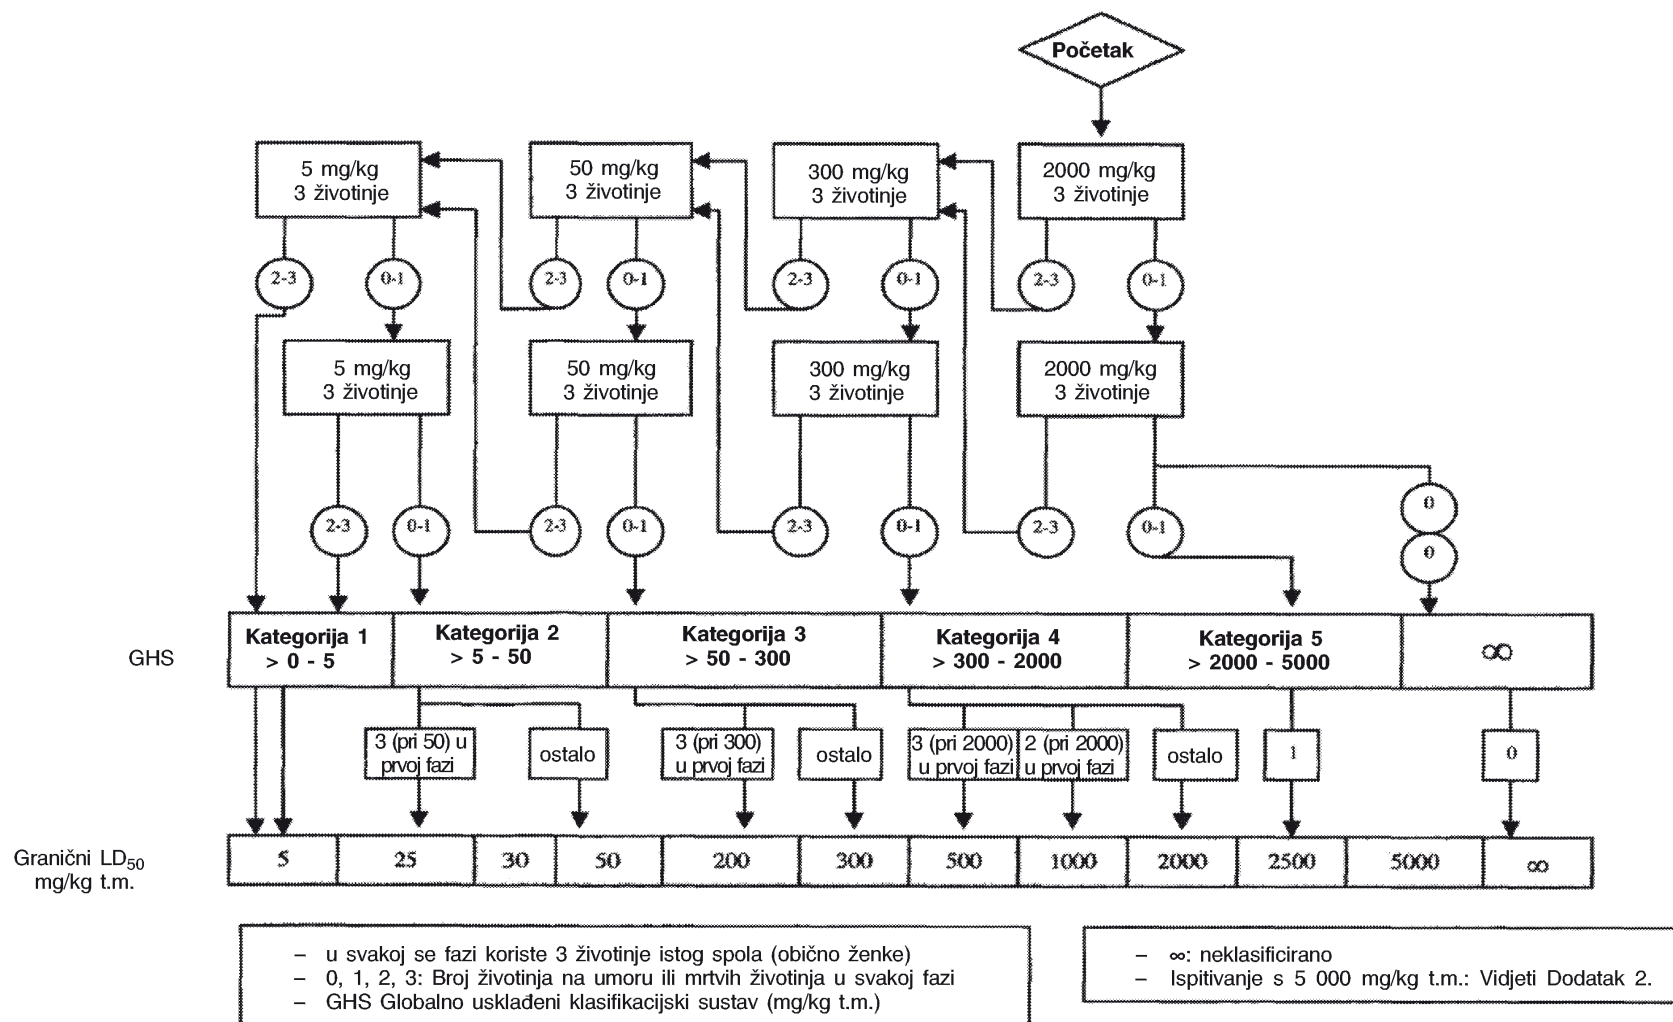 Početak
5 mg/kg
3 životinje
50 mg/kg
3 životinje
300 mg/kg
3 životinje
2000 mg/kg
3 životinje
2-3
0-1
2-3
0-1
2-3
0-1
2-3
0-1
5 mg/kg
3 životinje
50 mg/kg
3 životinje
300 mg/kg
3 životinje
2000 mg/kg
3 životinje
2-3
0-1
2-3
0-1
2-3
0-1
2-3
0-1
0
0
GHS
Kategorija 1
> 0 - 5
Kategorija 2
> 5 - 50
Kategorija 3
> 50 - 300
Kategorija 4
> 300 - 2000
Kategorija 5
> 2000 - 5000
∞
3 (pri 50) u
prvoj fazi
ostalo
3 (pri 300)
u prvoj fazi
ostalo
3 (pri 2000)
u prvoj fazi
2 (pri 2000)
u prvoj fazi
ostalo
1
0
Granični LD50
mg/kg t.m.
5
25
30
50
200
300
500
1000
2000
2500
5000
∞
– u svakoj se fazi koriste 3 životinje istog spola (obično ženke)
– 0, 1, 2, 3: Broj životinja na umoru ili mrtvih životinja u svakoj fazi
– GHS Globalno usklađeni klasifikacijski sustav (mg/kg t.m.)
– ∞: neklasificirano
– Ispitivanje s 5 000 mg/kg t.m.: Vidjeti Dodatak 2.